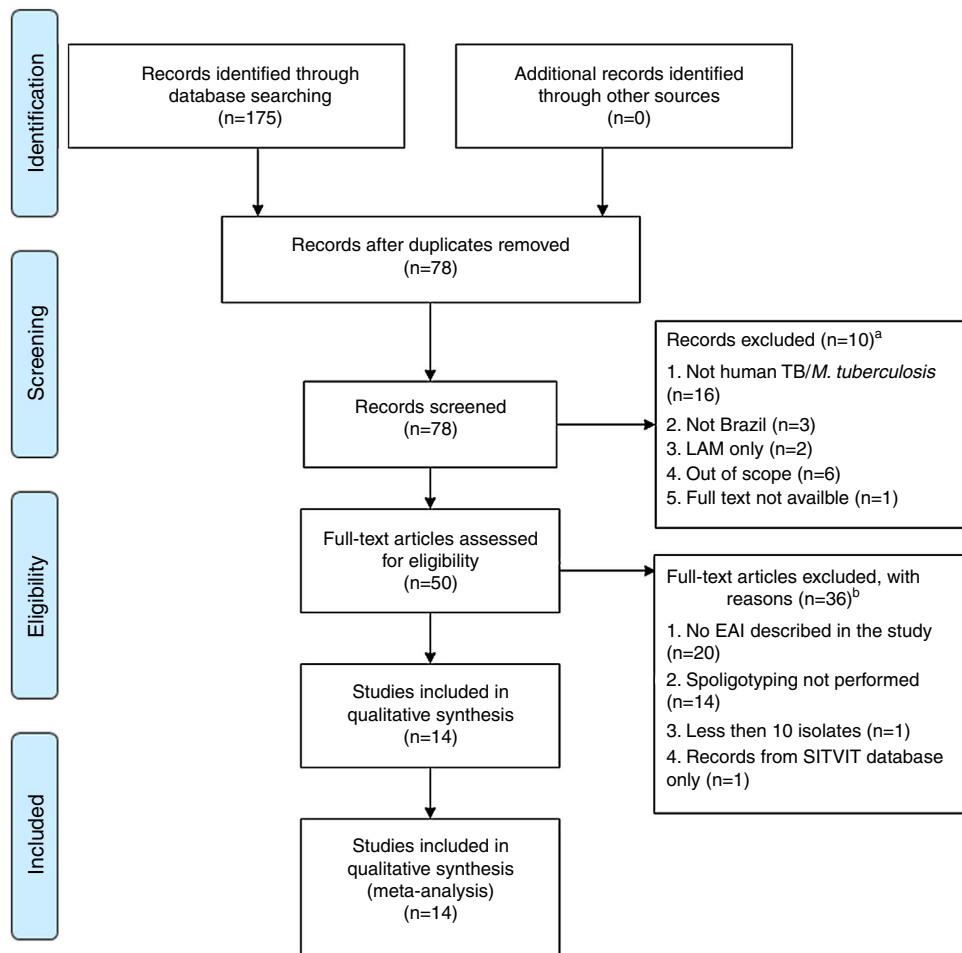 Identification
Records identified through
database searching
(n=175)
Additional records identified
through other sources
(n=0)
Records after duplicates removed
(n=78)
Screening
Records screened
(n=78)
Records excluded (n=10)a
1. Not human TB/M. tuberculosis
(n=16)
2. Not Brazil (n=3)
3. LAM only (n=2)
4. Out of scope (n=6)
5. Full text not availble (n=1)
Eligibility
Full-text articles assessed
for eligibility
(n=50)
Full-text articles excluded, with
reasons (n=36)b
1. No EAI described in the study
(n=20)
2. Spoligotyping not performed
(n=14)
3. Less then 10 isolates (n=1)
4. Records from SITVIT database
only (n=1)
Studies included in
qualitative synthesis
(n=14)
Included
Studies included in
qualitative synthesis
(meta-analysis)
(n=14)